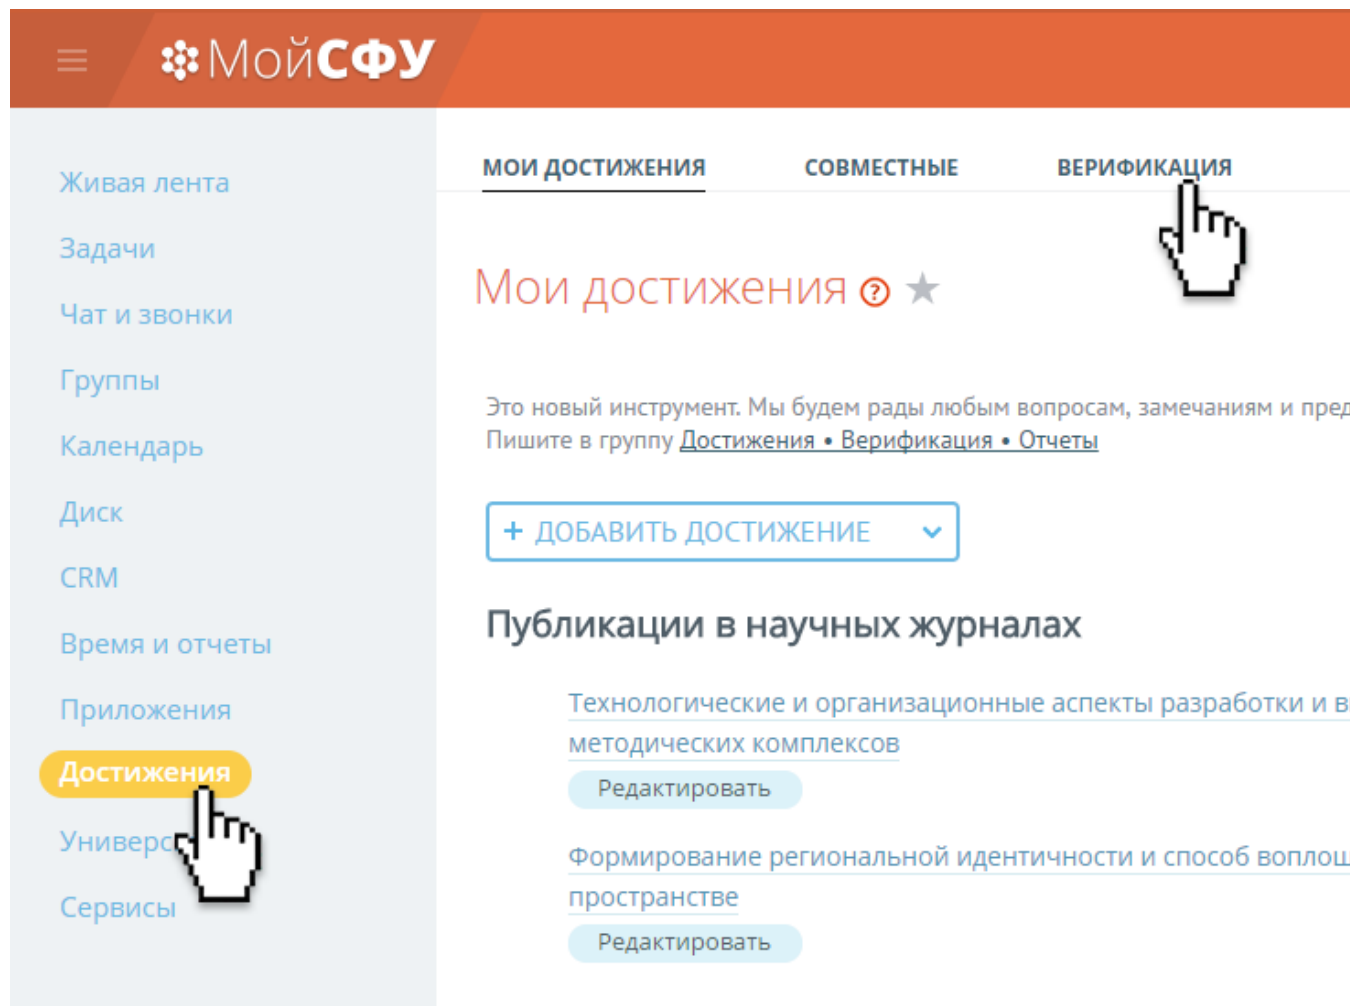 МойСФУ
Живая лента
Задачи
Чат и звонки
Группы
Календарь
Диск
CRM
Время и отчеты
Приложения
Достижения
Сервисы
МОИ ДОСТИЖЕНИЯ СОВМЕСТНЫЕ ВЕРИФИКАЦИЯ
Мои достижения ?
Это новый инструмент. Мы будем рады любым вопросам, замечаниям и
Пишите в группу Достижения • Верификация • Отчеты
+ ДОБАВИТЬ ДОСТИЖЕНИЕ
Публикации в научных журналах
Технологические и организационные аспекты разработки и
методических комплексов
Редактировать
Формирование региональной идентичности и способ
пространстве
Редактировать